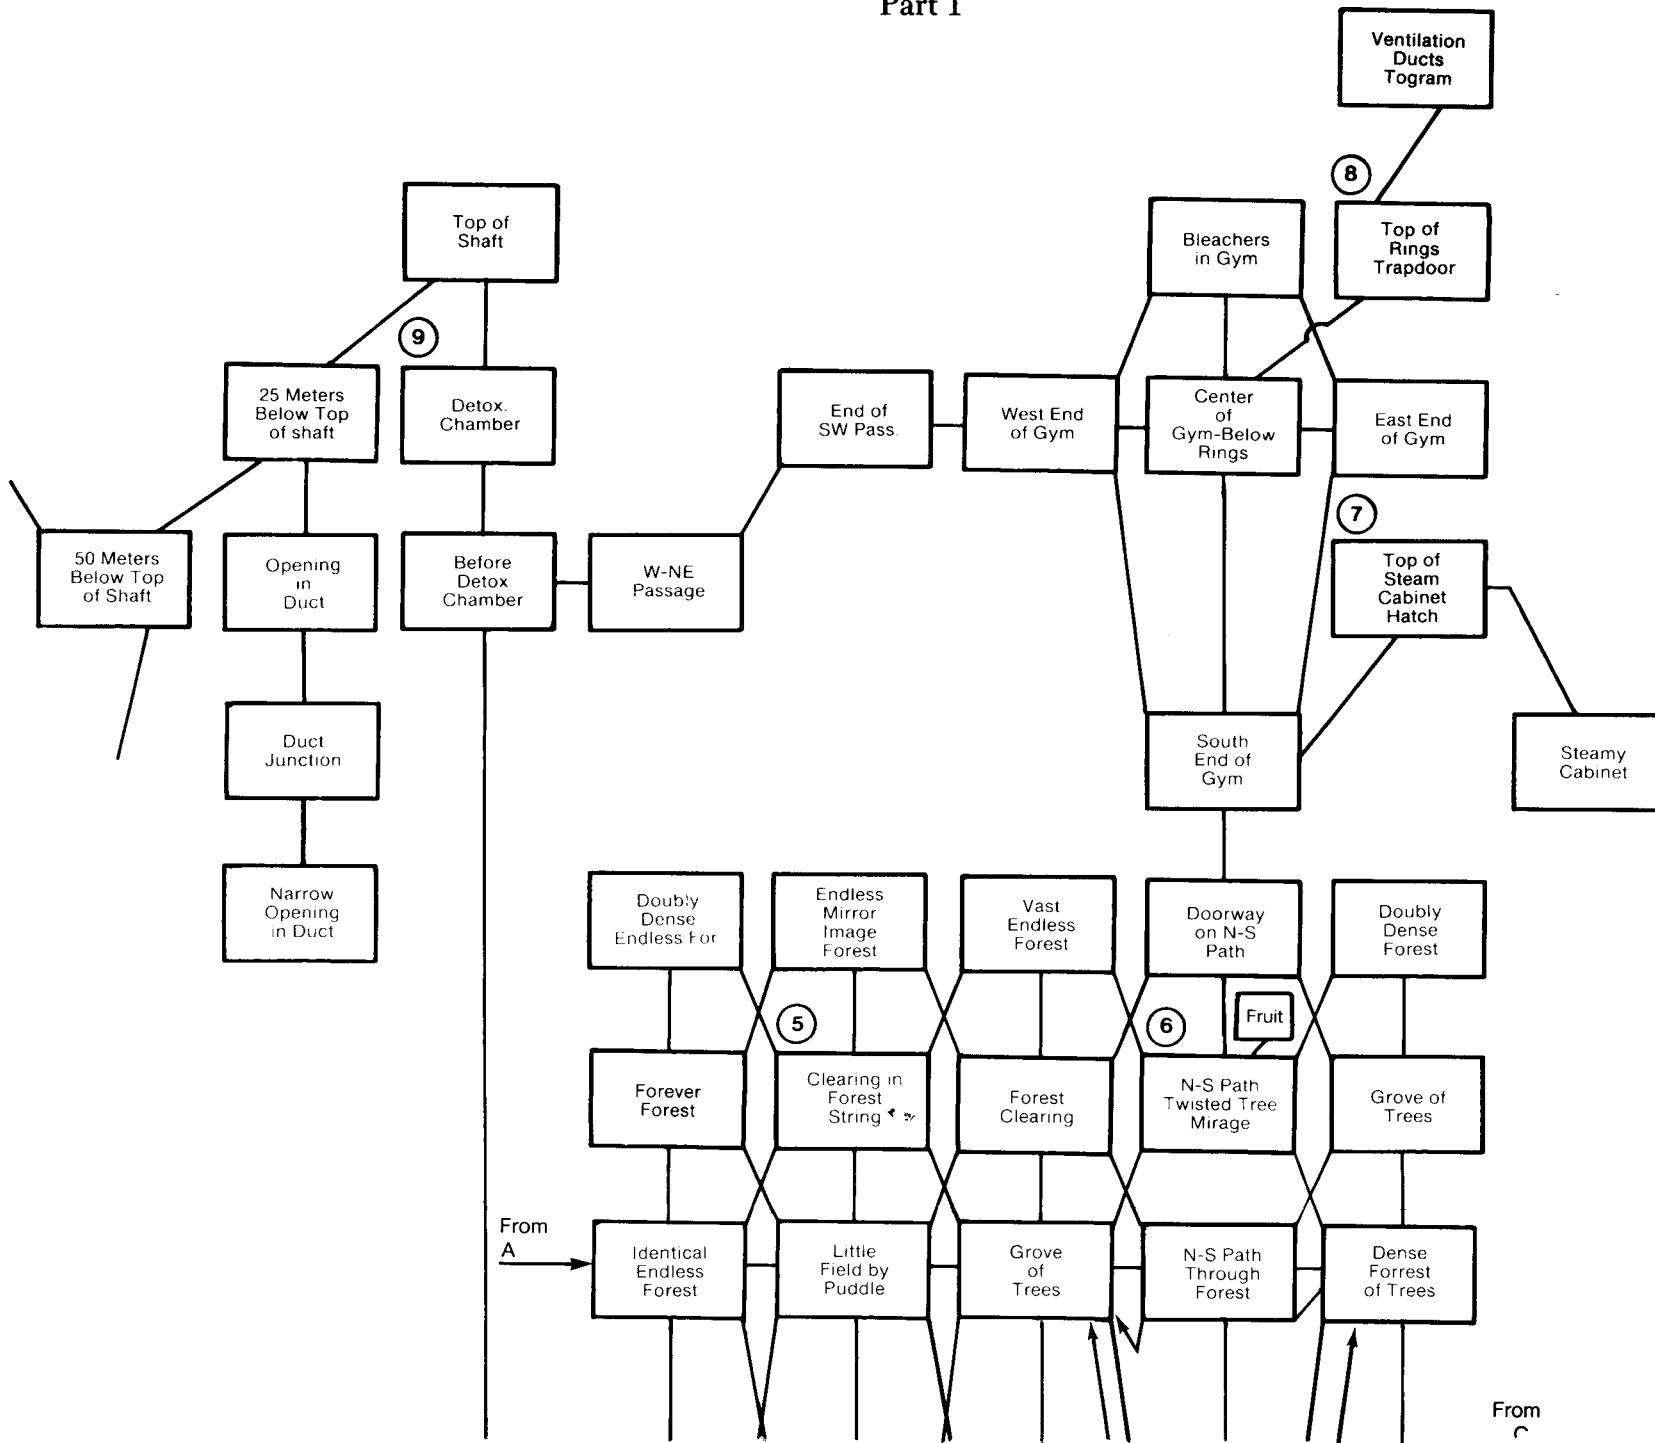 Part 1
Ventilation
Ducts
Togram
8
Top of
Rings
Trapdoor
Top of
Shaft
Bleachers
in Gym
9
25 Meters
Below Top
of shaft
Detox.
Chamber
End of
SW Pass.
West End
of Gym
Center
of
Gym-Below
Rings
East End
of Gym
7
50 Meters
Below Top
of Shaft
Opening
in
Duct
Before
Detox
Chamber
W-NE
Passage
Top of
Steam
Cabinet
Hatch
Duct
Junction
South
End of
Gym
Steamy
Cabinet
Narrow
Opening
in Duct
Doubly
Dense
Endless For
Endless
Mirror
Image
Forest
Vast
Endless
Forest
Doorway
on N-S
Path
Doubly
Dense
Forest
5
6
Fruit
Forever
Forest
Clearing in
Forest
String
Forest
Clearing
N-S Path
Twisted Tree
Mirage
Grove of
Trees
From
A
Identical
Endless
Forest
Little
Field by
Puddle
Grove
of
Trees
N-S Path
Through
Forest
Dense
Forrest
of Trees
From